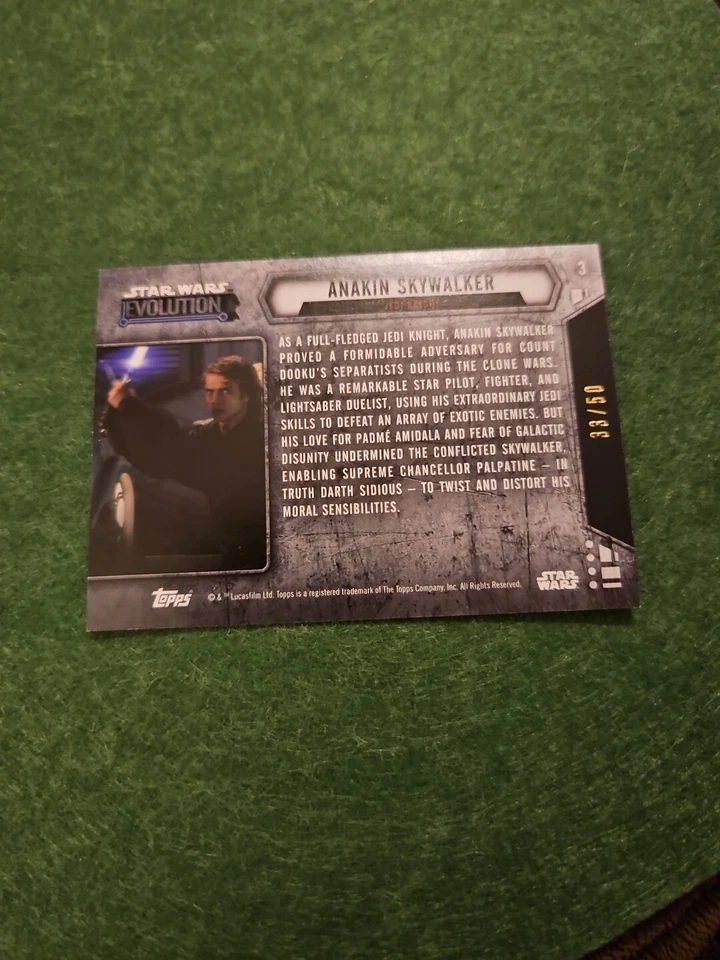 STAR WARS
EVOLUTION
ANAKIN SKYWALKER
JEDI KNIGHT
3
AS A FULL-FLEDGED JEDI KNIGHT, ANAKIN SKYWALKER
PROVED A FORMIDABLE ADVERSARY FOR COUNT
DOOKU'S SEPARATISTS DURING THE CLONE WARS.
HE WAS A REMARKABLE STAR PILOT, FIGHTER, AND
LIGHTSABER DUELIST, USING HIS EXTRAORDINARY JEDI
SKILLS TO DEFEAT AN ARRAY OF EXOTIC ENEMIES. BUT
HIS LOVE FOR PADMÉ AMIDALA AND FEAR OF GALACTIC
DISUNITY UNDERMINED THE CONFLICTED SKYWALKER,
ENABLING SUPREME CHANCELLOR PALPATINE – IN
TRUTH DARTH SIDIOUS – TO TWIST AND DISTORT HIS
MORAL SENSIBILITIES.
33/50
Topps
© & ™ Lucasfilm Ltd. Topps is a registered trademark of The Topps Company, Inc. All Rights Reserved.
STAR
WARS